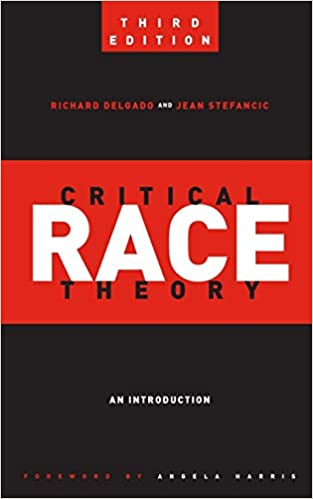 THIRD
EDITION
RICHARD DELGADO AND JEAN STEFANCIC
CRITICAL
RACE
THEORY
AN INTRODUCTION
FOREWORD BY ANGELA HARRIS